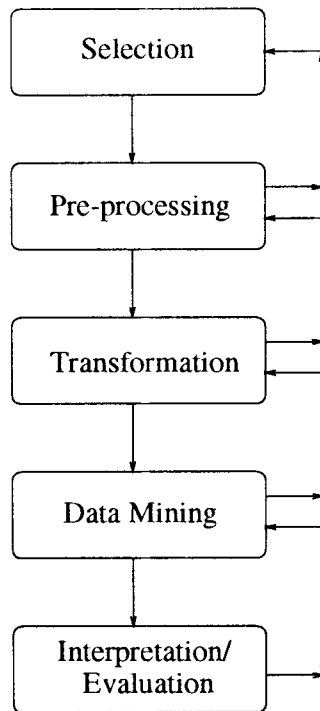 Selection
Pre-processing
Transformation
Data Mining
Interpretation/
Evaluation